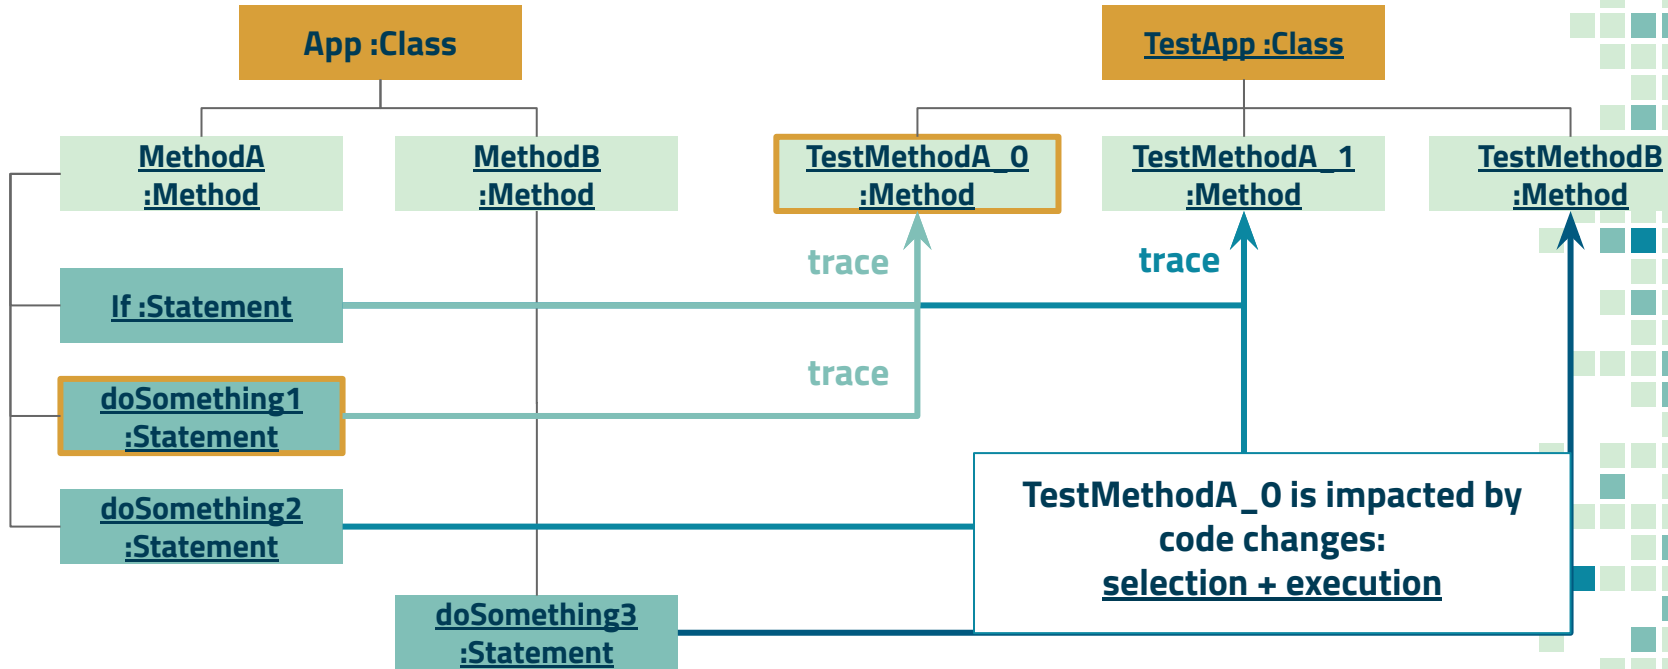 App :Class
TestApp :Class
MethodA
:Method
MethodB
:Method
TestMethodA_0
:Method
TestMethodA_1
:Method
TestMethodB
:Method
trace
trace
If :Statement
trace
doSomething1
:Statement
doSomething2
:Statement
TestMethodA_0 is impacted by
code changes:
selection + execution
doSomething3
:Statement